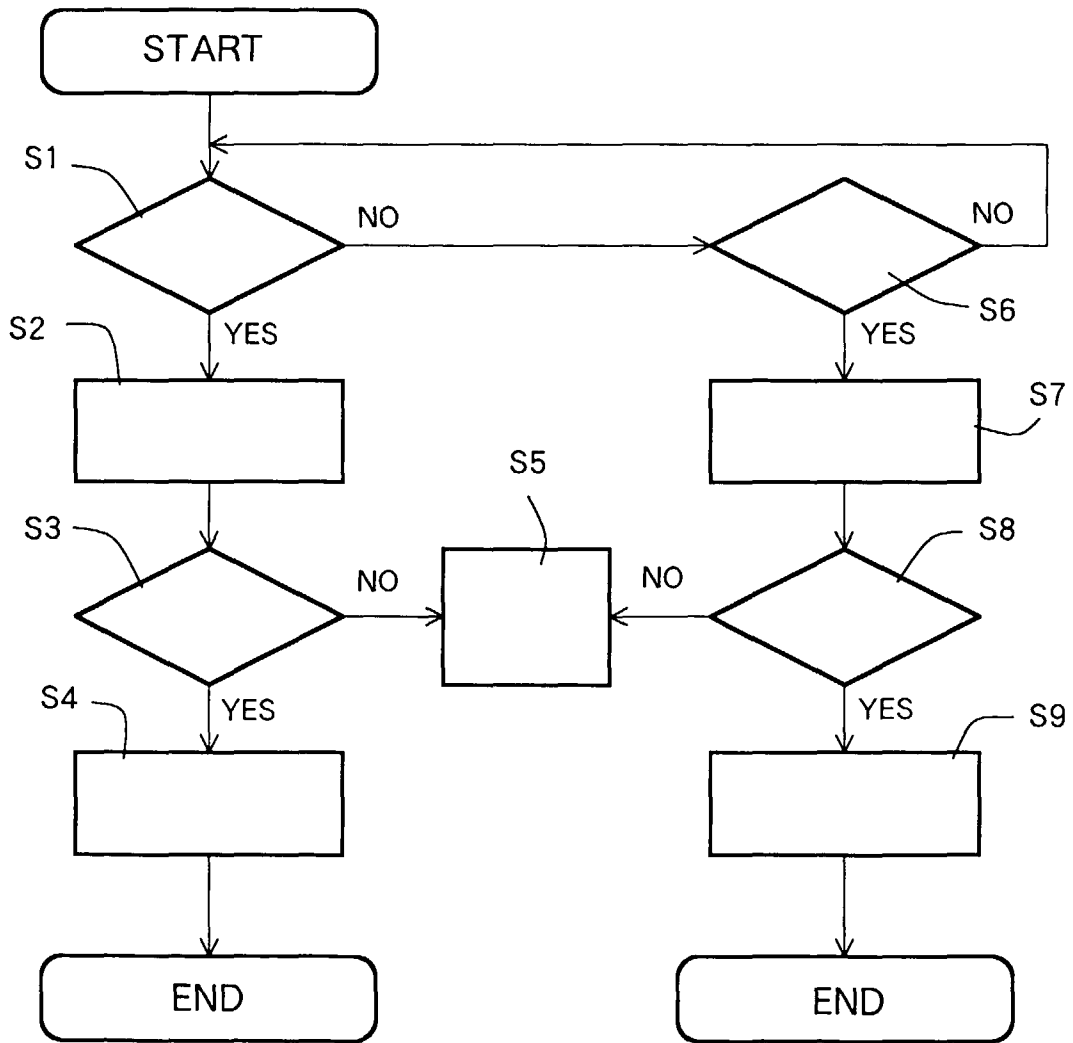 START
S1
NO
NO
S6
YES
YES
S2
S7
S5
S3
S8
NO
NO
S4
YES
YES
S9
END
END